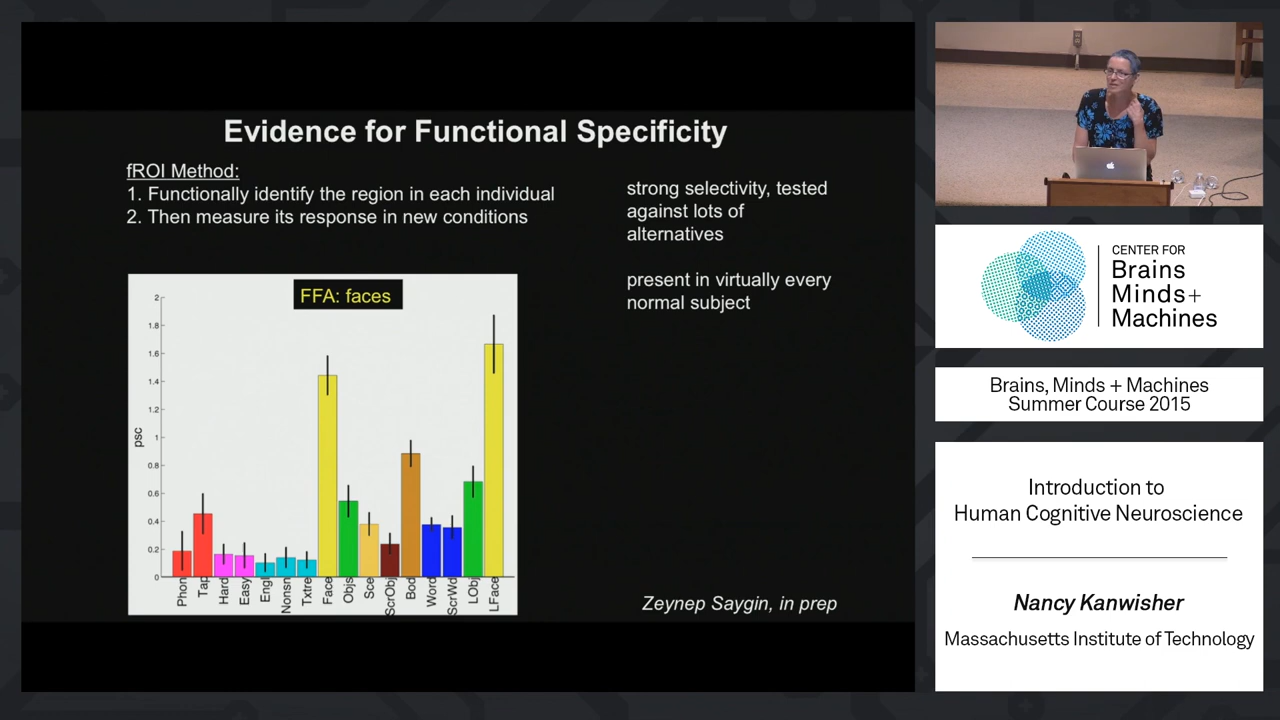 Evidence for Functional Specificity
fROI Method:
1. Functionally identify the region in each individual
2. Then measure its response in new conditions
strong selectivity, tested
against lots of
alternatives
present in virtually every
normal subject
FFA: faces
psc
2
1.8
1.6
1.4
1.2
1
0.8
0.6
0.4
0.2
0
Phon
Tap
Hard
Easy
Engl
Nonsn
Txtre
Face
Objs
Sce
ScrObj
Bod
Word
ScrWd
LObj
LFace
Zeynep Saygin, in prep
CENTER FOR
Brains
Minds+
Machines
Brains, Minds + Machines
Summer Course 2015
Introduction to
Human Cognitive Neuroscience
Nancy Kanwisher
Massachusetts Institute of Technology